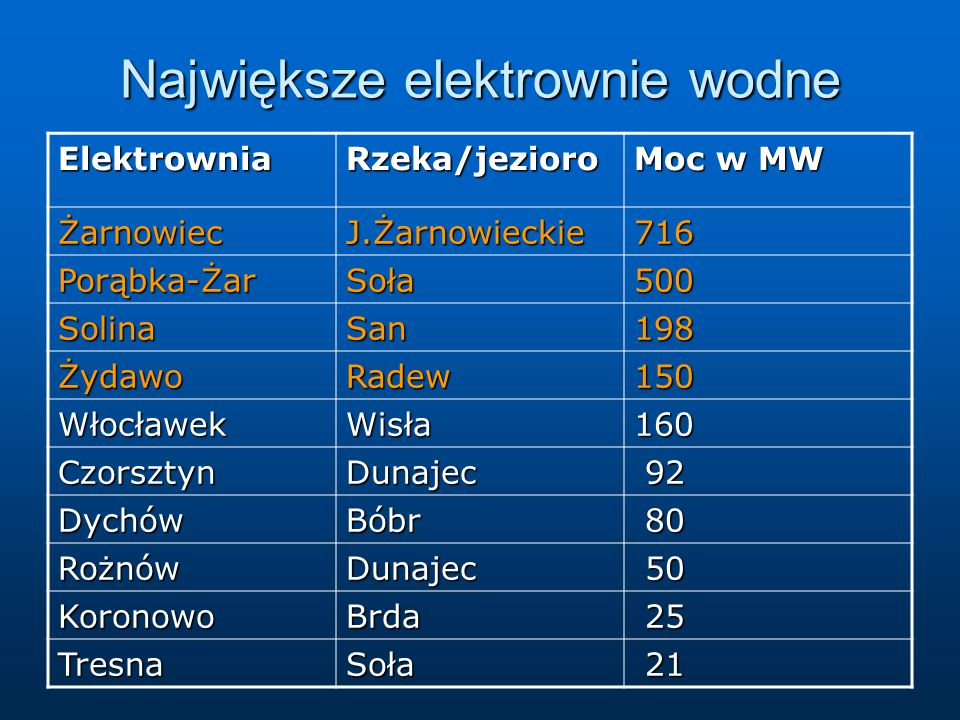 Największe elektrownie wodne
Elektrownia Rzeka/jezioro Moc w MW
Żarnowiec J.Żarnowieckie 716
Porąbka-Żar Soła 500
Solina San 198
Żydawo Radew 150
Włocławek Wisła 160
Czorsztyn Dunajec 92
Dychów Bóbr 80
Rożnów Dunajec 50
Koronowo Brda 25
Tresna Soła 21